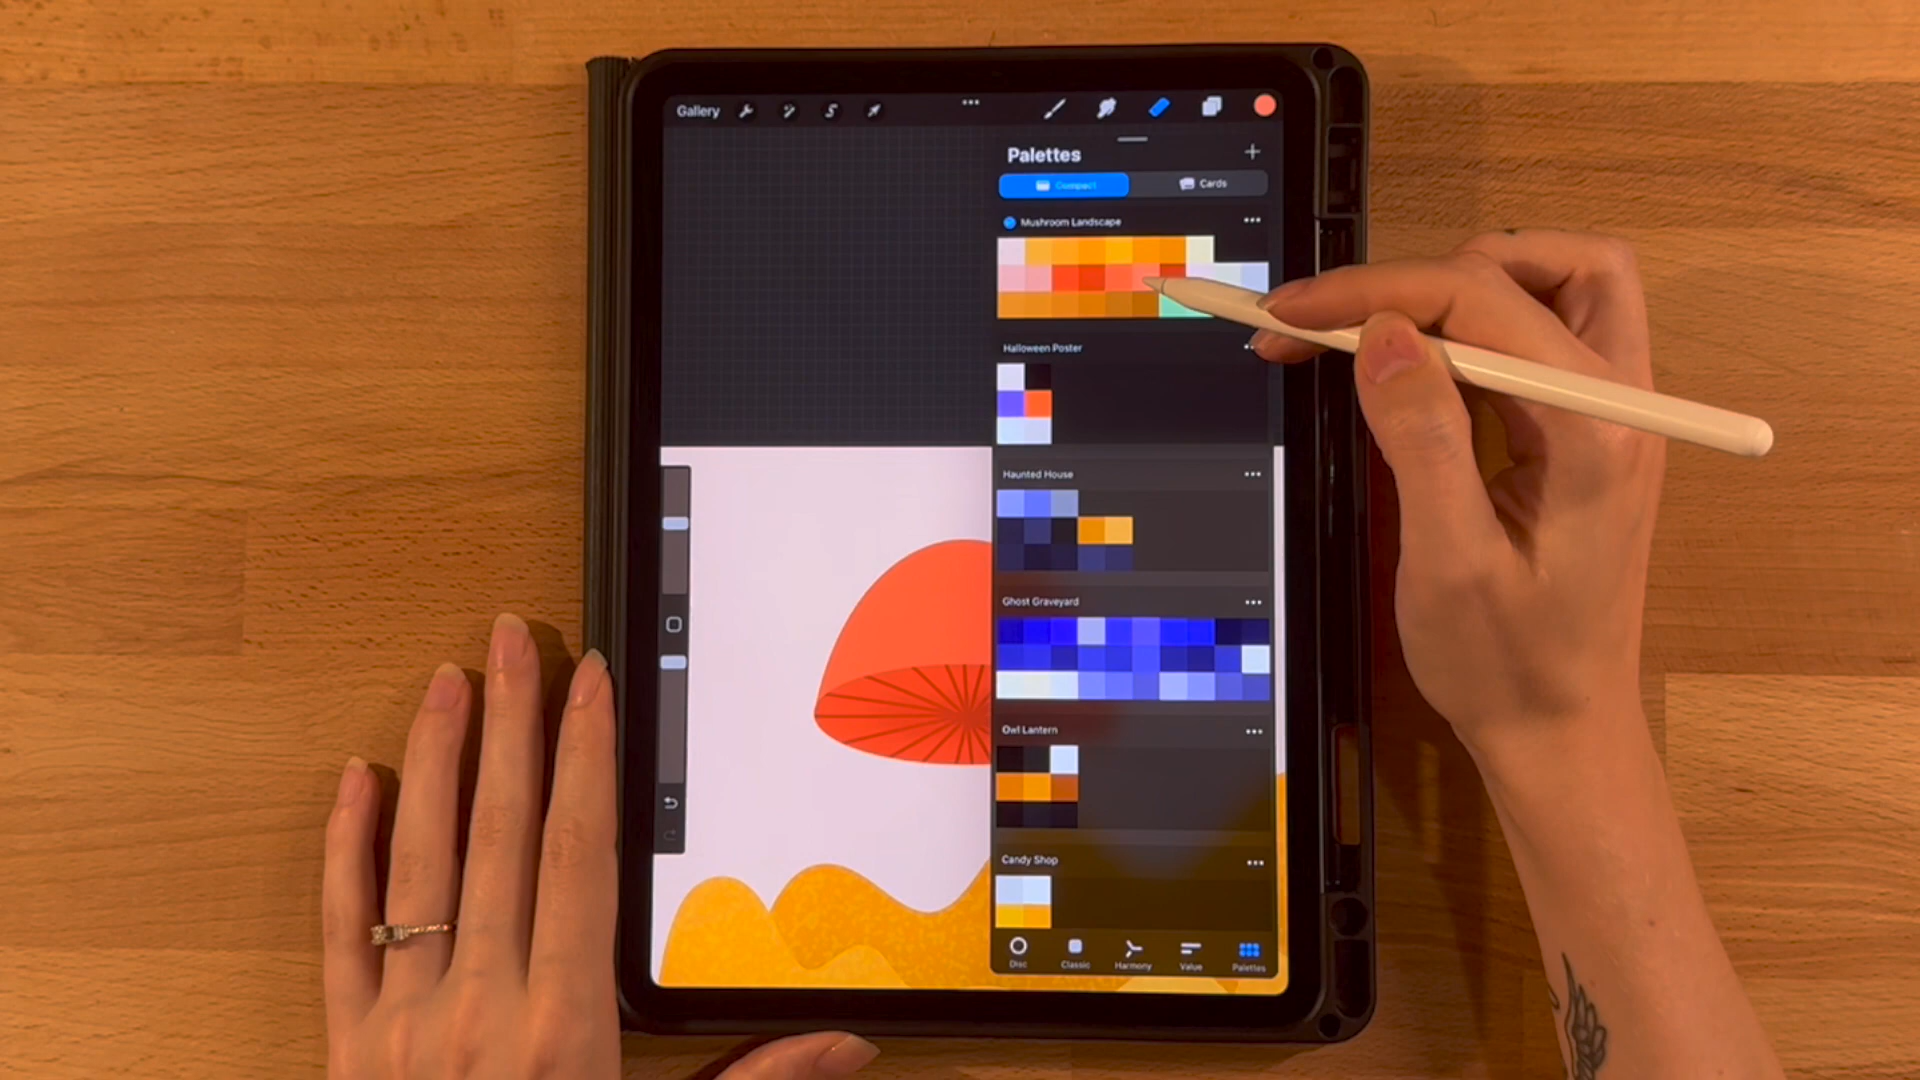 Gallery
Palettes
Compact
Cards
Mushroom Landscape
Halloween Poster
Haunted House
Ghost Graveyard
Owl Lantern
Candy Shop
Disc
Classic
Harmony
Value
Palettes